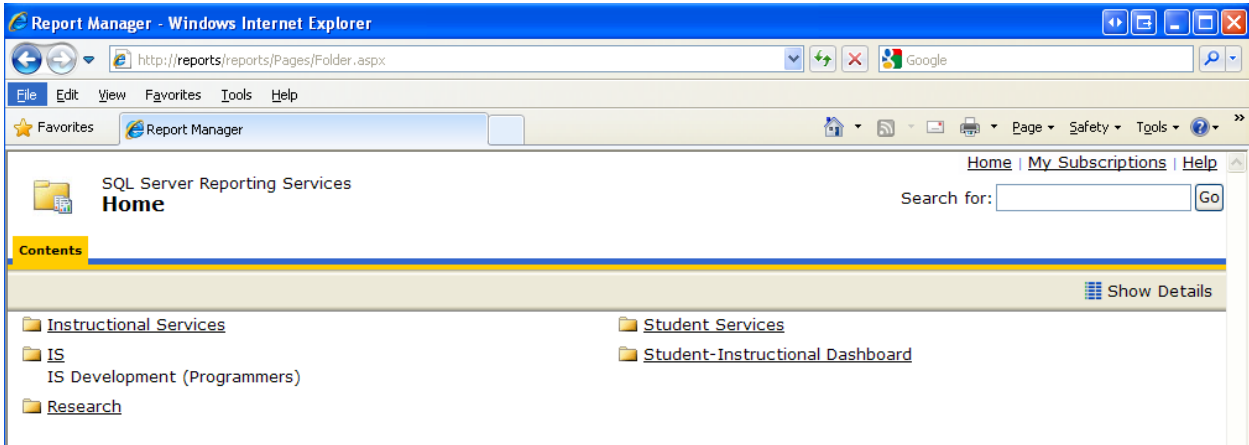 Report Manager - Windows Internet Explorer
http://reports/reports/Pages/Folder.aspx
Google
File Edit View Favorites Tools Help
Favorites Report Manager Page Safety Tools »
Home | My Subscriptions | Help
SQL Server Reporting Services
Home
Search for: Go
Contents
Show Details
Instructional Services
Student Services
IS
Student-Instructional Dashboard
IS Development (Programmers)
Research